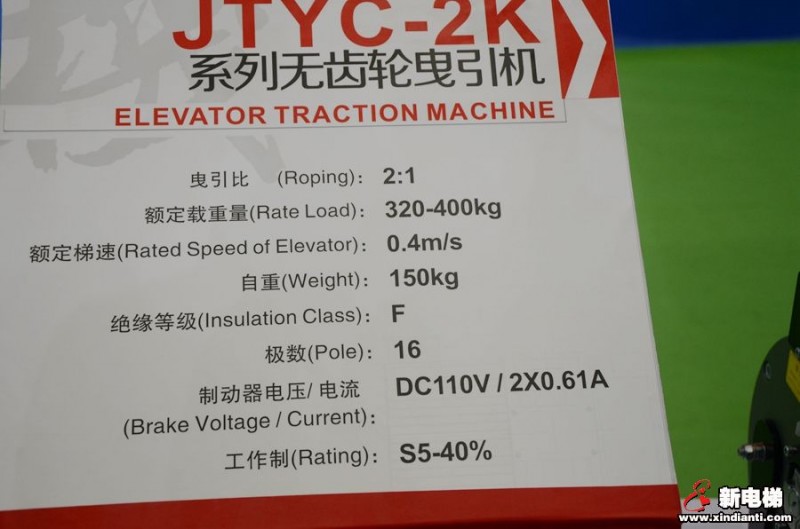 JTYC-2K
系列无齿轮曳引机
ELEVATOR TRACTION MACHINE
曳引比 (Roping): 2:1
额定载重量(Rate Load): 320-400kg
额定梯速(Rated Speed of Elevator): 0.4m/s
自重(Weight): 150kg
绝缘等级(Insulation Class): F
极数(Pole): 16
制动器电压/ 电流 DC110V / 2X0.61A
(Brake Voltage / Current):
工作制(Rating): S5-40%
新电梯
www.xindianti.com